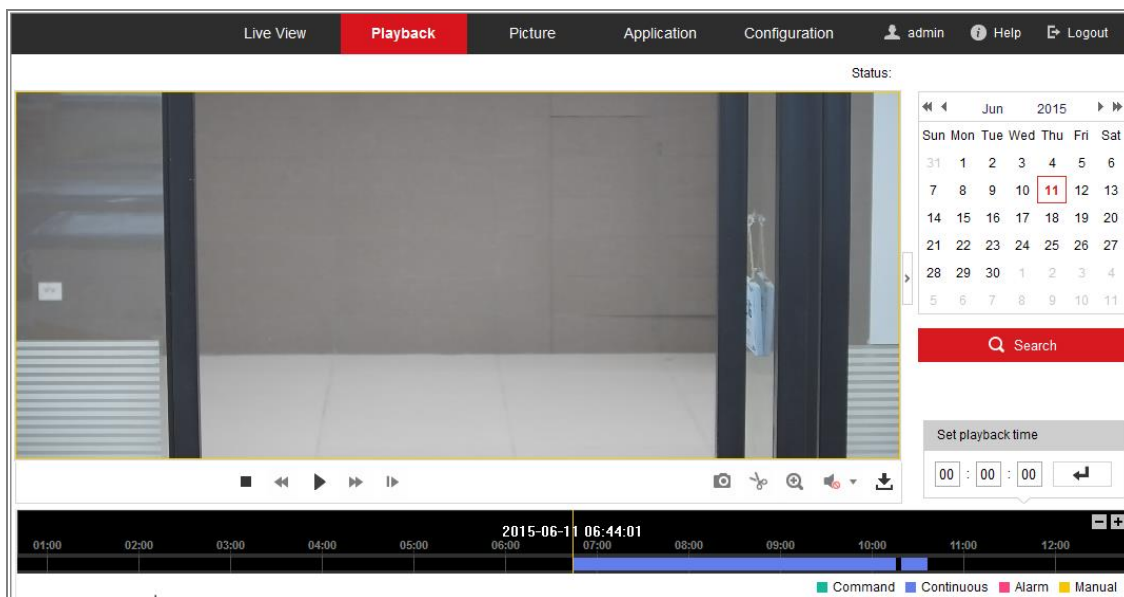 Live View Playback Picture Application Configuration admin Help Logout
Status:
Jun 2015
Sun Mon Tue Wed Thu Fri Sat
31 1 2 3 4 5 6
7 8 9 10 11 12 13
14 15 16 17 18 19 20
21 22 23 24 25 26 27
28 29 30 1 2 3 4
5 6 7 8 9 10 11
Search
Set playback time
00 : 00 : 00
2015-06-11 06:44:01
01:00 02:00 03:00 04:00 05:00 06:00 07:00 08:00 09:00 10:00 11:00 12:00
Command Continuous Alarm Manual